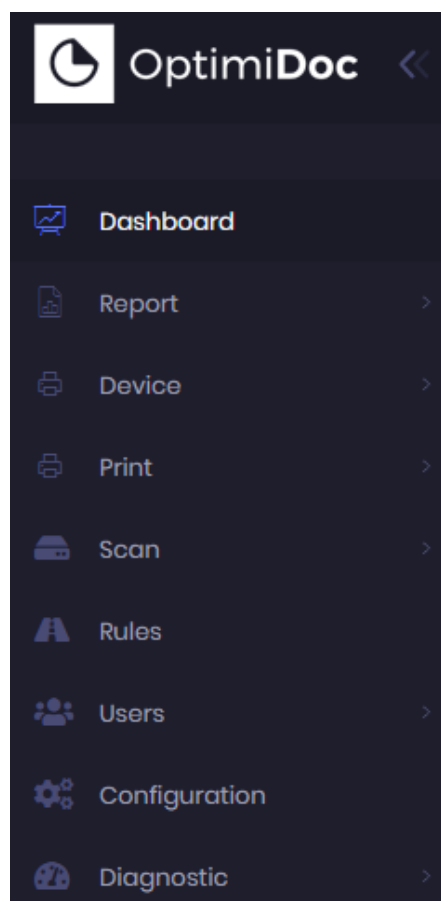 OptimiDoc
Dashboard
Report
Device
Print
Scan
Rules
Users
Configuration
Diagnostic